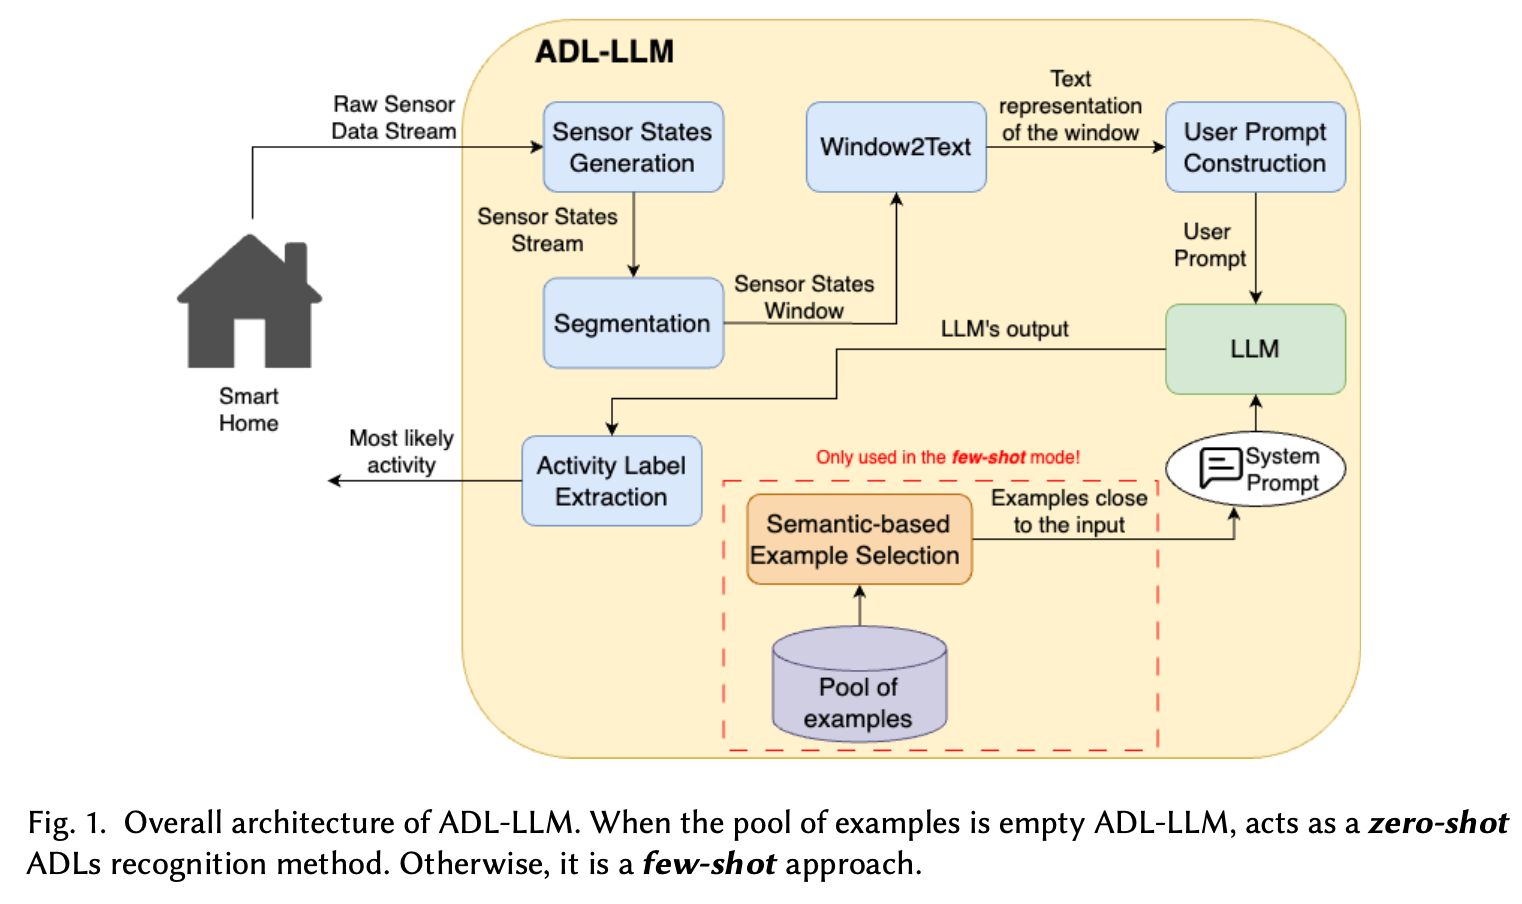 ADL-LLM
Raw Sensor
Data Stream
Sensor States
Generation
Window2Text
Text
representation
of the window
User Prompt
Construction
Sensor States
Stream
Segmentation
Sensor States
Window
User
Prompt
LLM's output
LLM
Smart
Home
Most likely
activity
Activity Label
Extraction
Only used in the few-shot mode!
Semantic-based
Example Selection
Examples close
to the input
System
Prompt
Pool of
examples
Fig. 1. Overall architecture of ADL-LLM. When the pool of examples is empty ADL-LLM, acts as a zero-shot
ADLs recognition method. Otherwise, it is a few-shot approach.